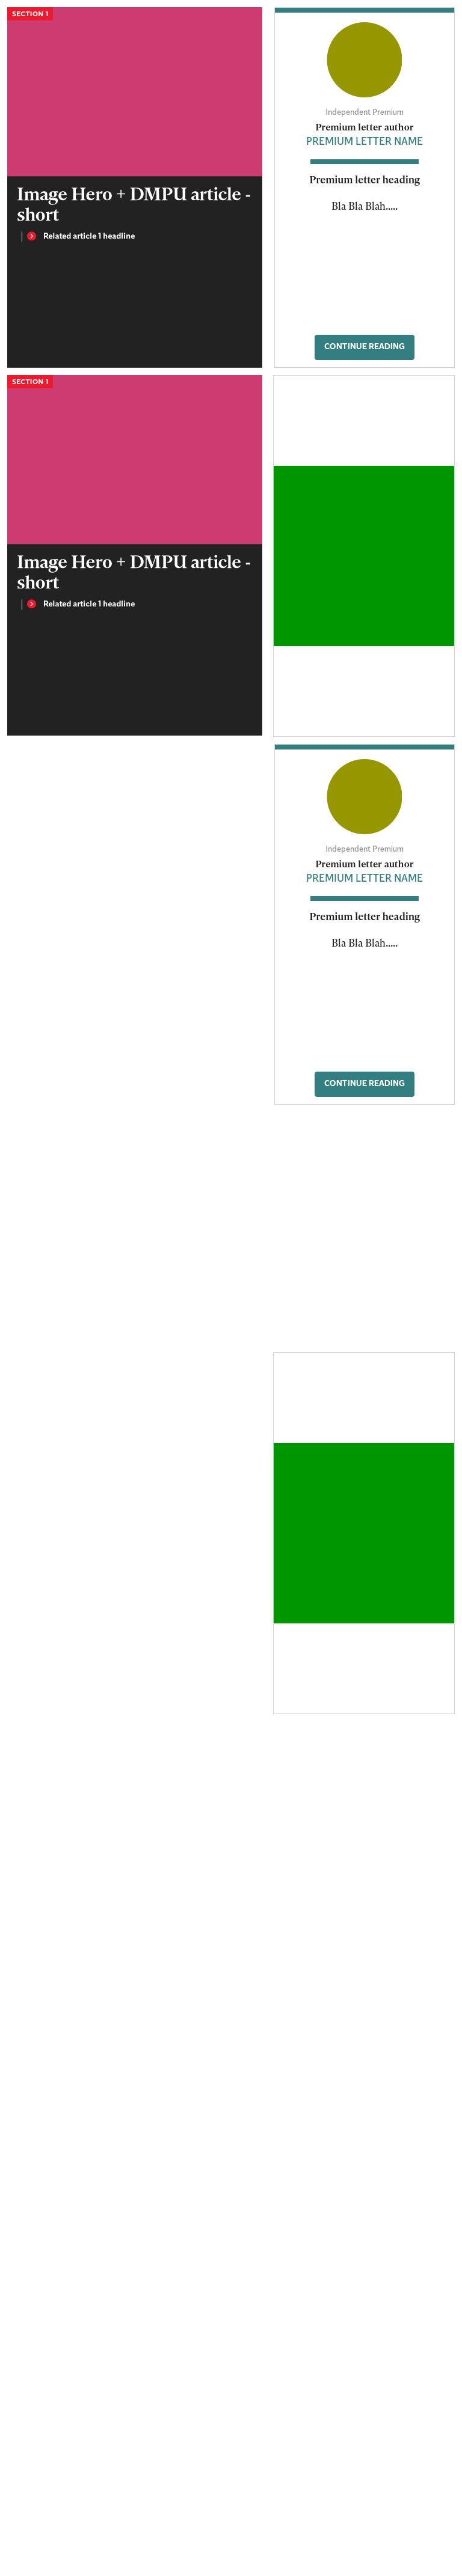 SECTION 1
Image Hero + DMPU article -
short
Related article 1 headline
Independent Premium
Premium letter author
PREMIUM LETTER NAME
Premium letter heading
Bla Bla Blah.....
CONTINUE READING
SECTION 1
Image Hero + DMPU article -
short
Related article 1 headline
Independent Premium
Premium letter author
PREMIUM LETTER NAME
Premium letter heading
Bla Bla Blah.....
CONTINUE READING